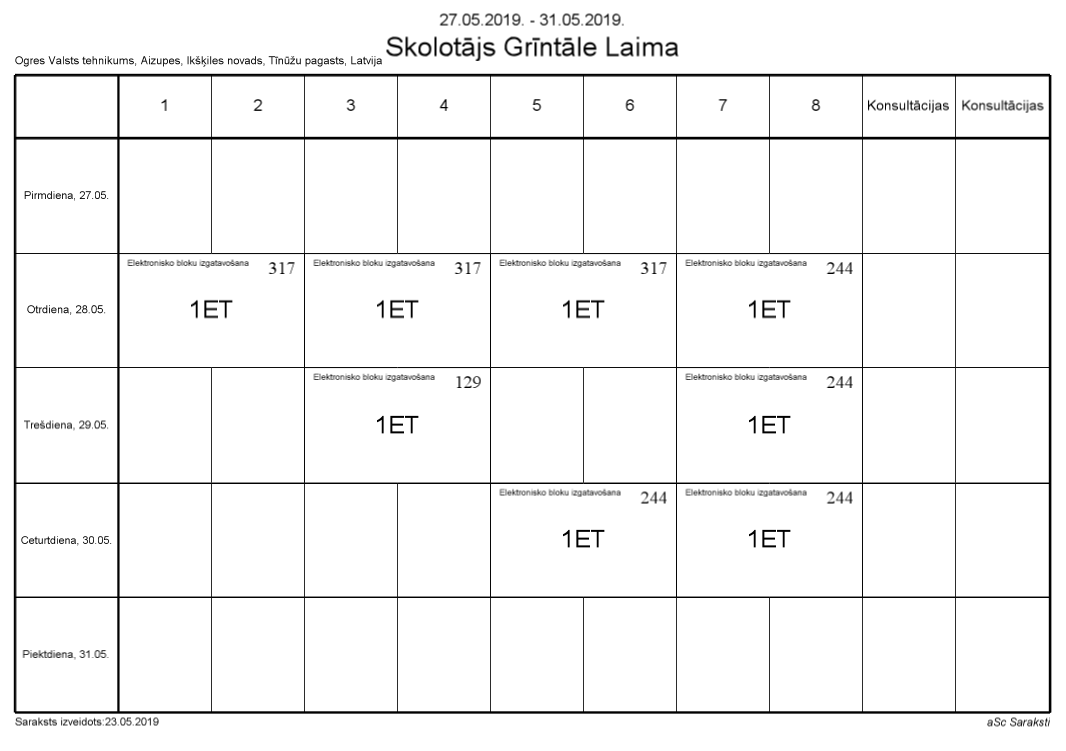 27.05.2019. - 31.05.2019.
Skolotājs Grīntāle Laima
Ogres Valsts tehnikums, Aizupes, Ikšķiles novads, Tīnūžu pagasts, Latvija
1 2 3 4 5 6 7 8 Konsultācijas Konsultācijas
Pirmdiena, 27.05.
Elektronisko bloku izgatavošana 317 Elektronisko bloku izgatavošana 317 Elektronisko bloku izgatavošana 317 Elektronisko bloku izgatavošana 244
Otrdiena, 28.05. 1ET 1ET 1ET 1ET
Elektronisko bloku izgatavošana 129 Elektronisko bloku izgatavošana 244
Trešdiena, 29.05. 1ET 1ET
Elektronisko bloku izgatavošana 244 Elektronisko bloku izgatavošana 244
Ceturtdiena, 30.05. 1ET 1ET
Piektdiena, 31.05.
Saraksts izveidots:23.05.2019 aSc Saraksti